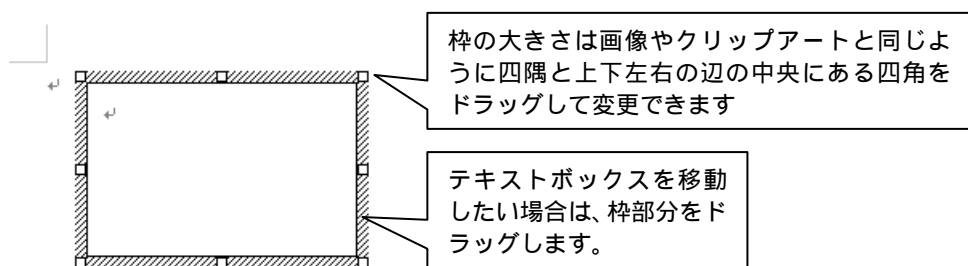 枠の大きさは画像やクリップアートと同じよ
うに四隅と上下左右の辺の中央にある四角を
ドラッグして変更できます
テキストボックスを移動
したい場合は、枠部分をド
ラッグします。